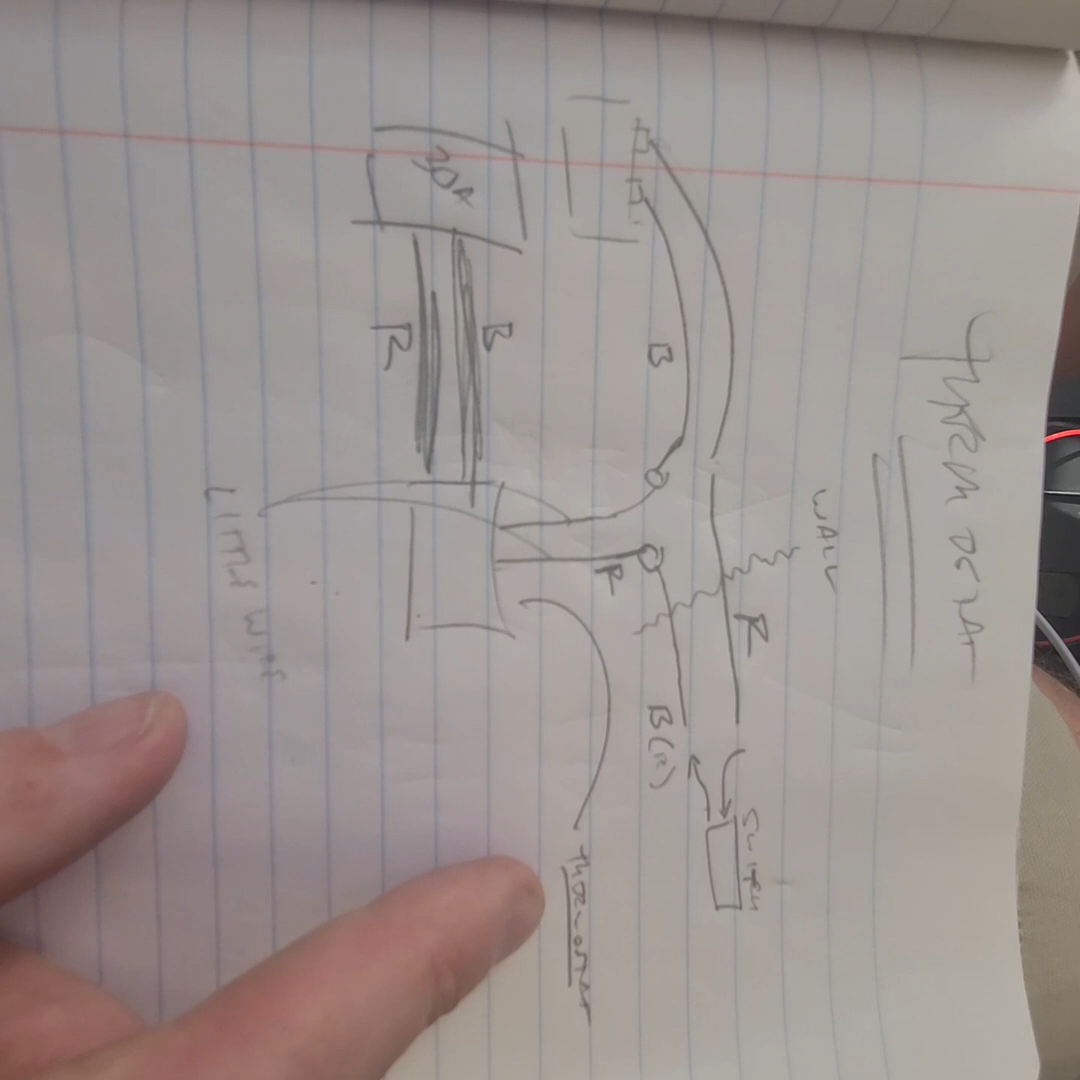 THERMOSTAT
WALL
R
SWITCH
B
B(R)
R
B
R
30A
THERMOSTAT
LITTLE WIRE